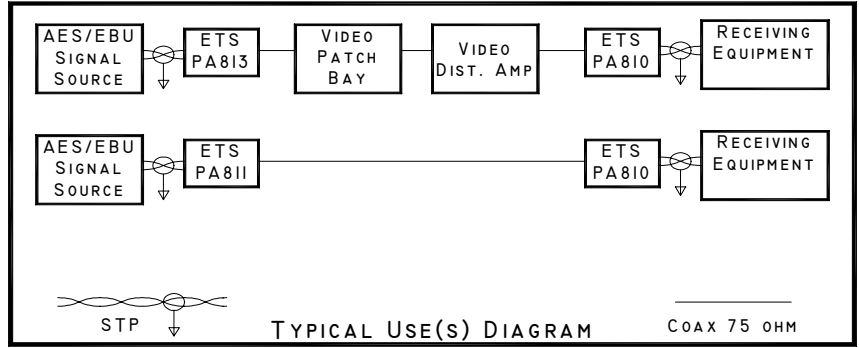 AES/EBU
SIGNAL
SOURCE
ETS
PA813
VIDEO
PATCH
BAY
VIDEO
DIST. AMP
ETS
PA810
RECEIVING
EQUIPMENT
AES/EBU
SIGNAL
SOURCE
ETS
PA811
ETS
PA810
RECEIVING
EQUIPMENT
STP
TYPICAL USE(S) DIAGRAM
COAX 75 OHM